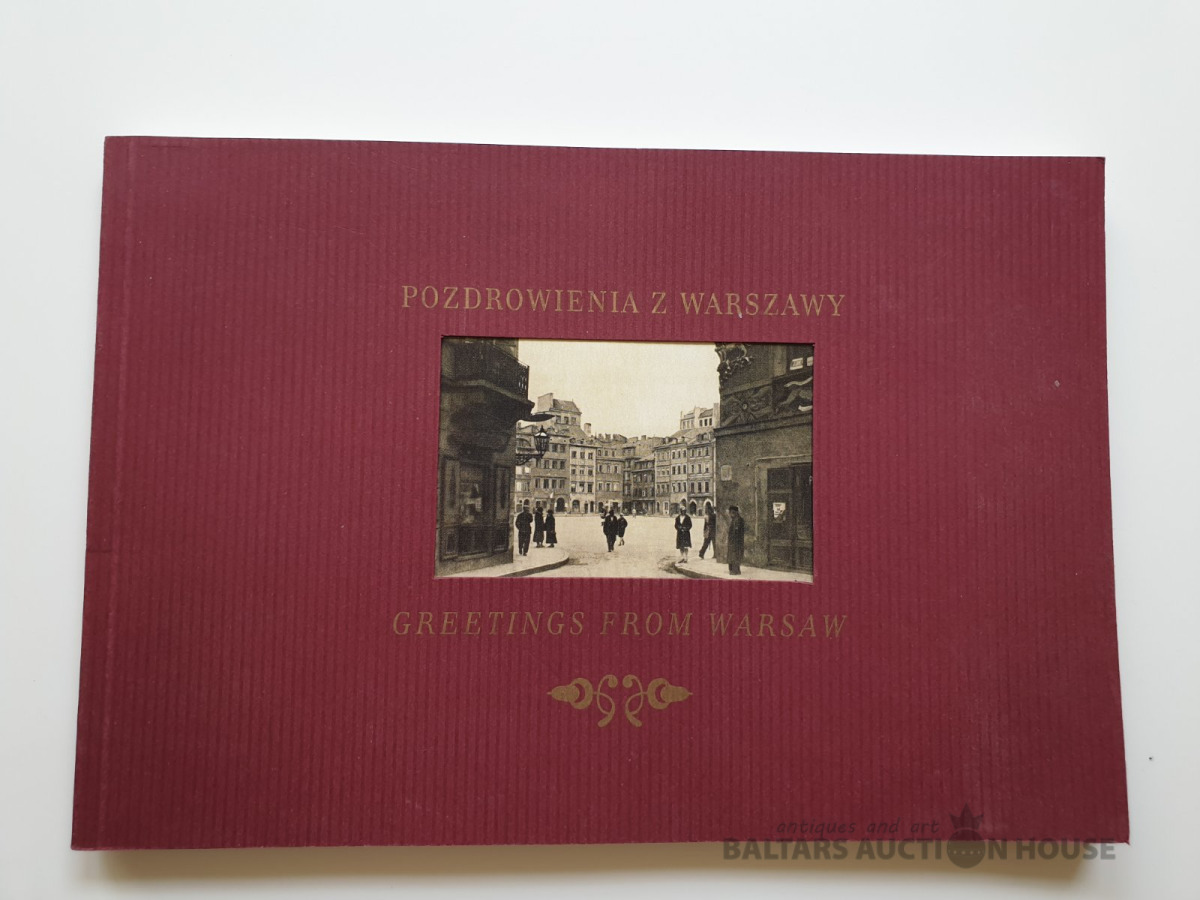 POZDROWIENIA Z WARSZAWY
GREETINGS FROM WARSAW
antiques and art
BALTARS AUCTION HOUSE